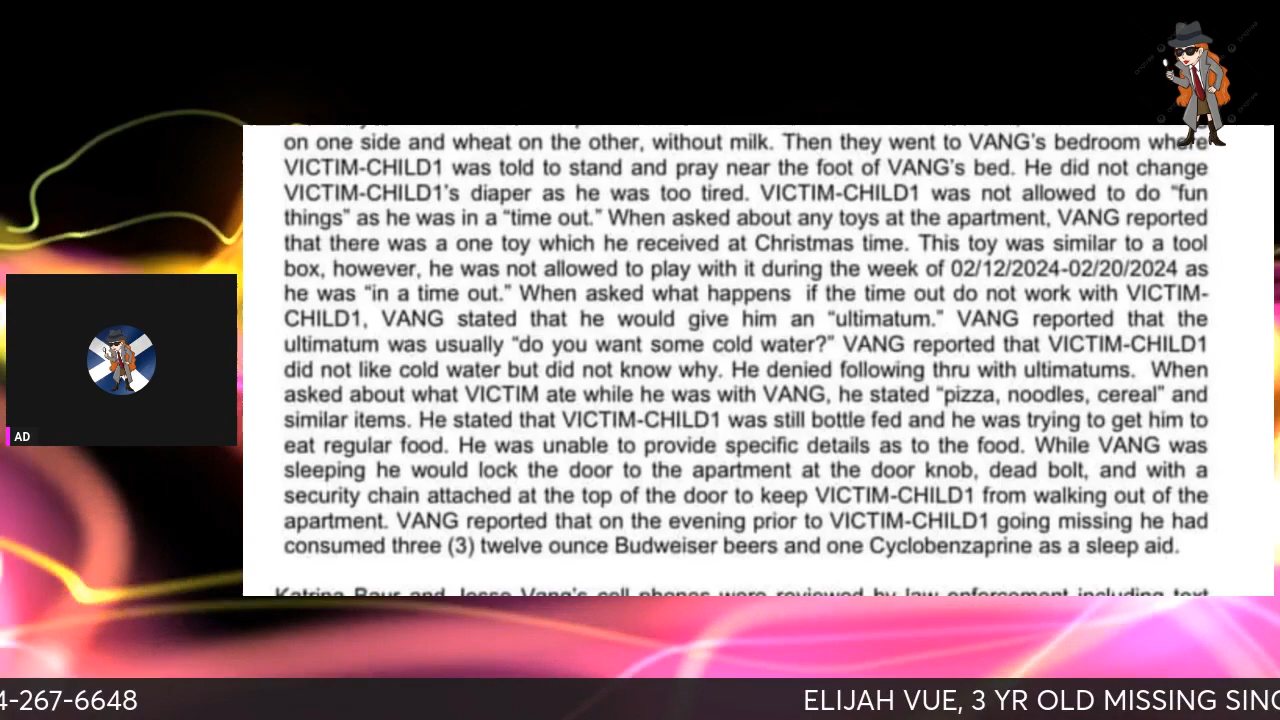 on one side and wheat on the other, without milk. Then they went to VANG's bedroom where
VICTIM-CHILD1 was told to stand and pray near the foot of VANG's bed. He did not change
VICTIM-CHILD1's diaper as he was too tired. VICTIM-CHILD1 was not allowed to do “fun
things” as he was in a “time out.” When asked about any toys at the apartment, VANG reported
that there was a one toy which he received at Christmas time. This toy was similar to a tool
box, however, he was not allowed to play with it during the week of 02/12/2024-02/20/2024 as
he was “in a time out.” When asked what happens if the time out do not work with VICTIM-
CHILD1, VANG stated that he would give him an “ultimatum.” VANG reported that the
ultimatum was usually “do you want some cold water?” VANG reported that VICTIM-CHILD1
did not like cold water but did not know why. He denied following thru with ultimatums. When
asked about what VICTIM ate while he was with VANG, he stated “pizza, noodles, cereal” and
similar items. He stated that VICTIM-CHILD1 was still bottle fed and he was trying to get him to
eat regular food. He was unable to provide specific details as to the food. While VANG was
sleeping he would lock the door to the apartment at the door knob, dead bolt, and with a
security chain attached at the top of the door to keep VICTIM-CHILD1 from walking out of the
apartment. VANG reported that on the evening prior to VICTIM-CHILD1 going missing he had
consumed three (3) twelve ounce Budweiser beers and one Cyclobenzaprine as a sleep aid.
Katrina Baur and Jesse Vang's cell phones were reviewed by law enforcement including text
AD
4-267-6648
ELIJAH VUE, 3 YR OLD MISSING SINC